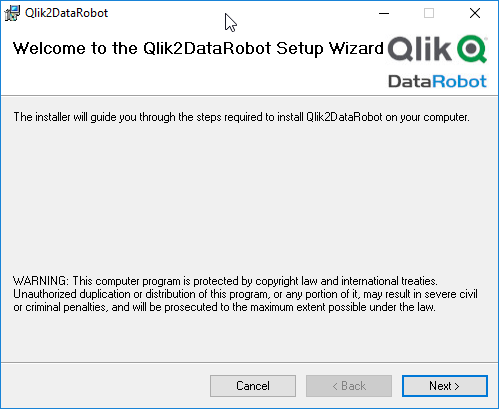 Qlik2DataRobot
Welcome to the Qlik2DataRobot Setup Wizard
Qlik
DataRobot
The installer will guide you through the steps required to install Qlik2DataRobot on your computer.
WARNING: This computer program is protected by copyright law and international treaties.
Unauthorized duplication or distribution of this program, or any portion of it, may result in severe civil
or criminal penalties, and will be prosecuted to the maximum extent possible under the law.
Cancel
< Back
Next >